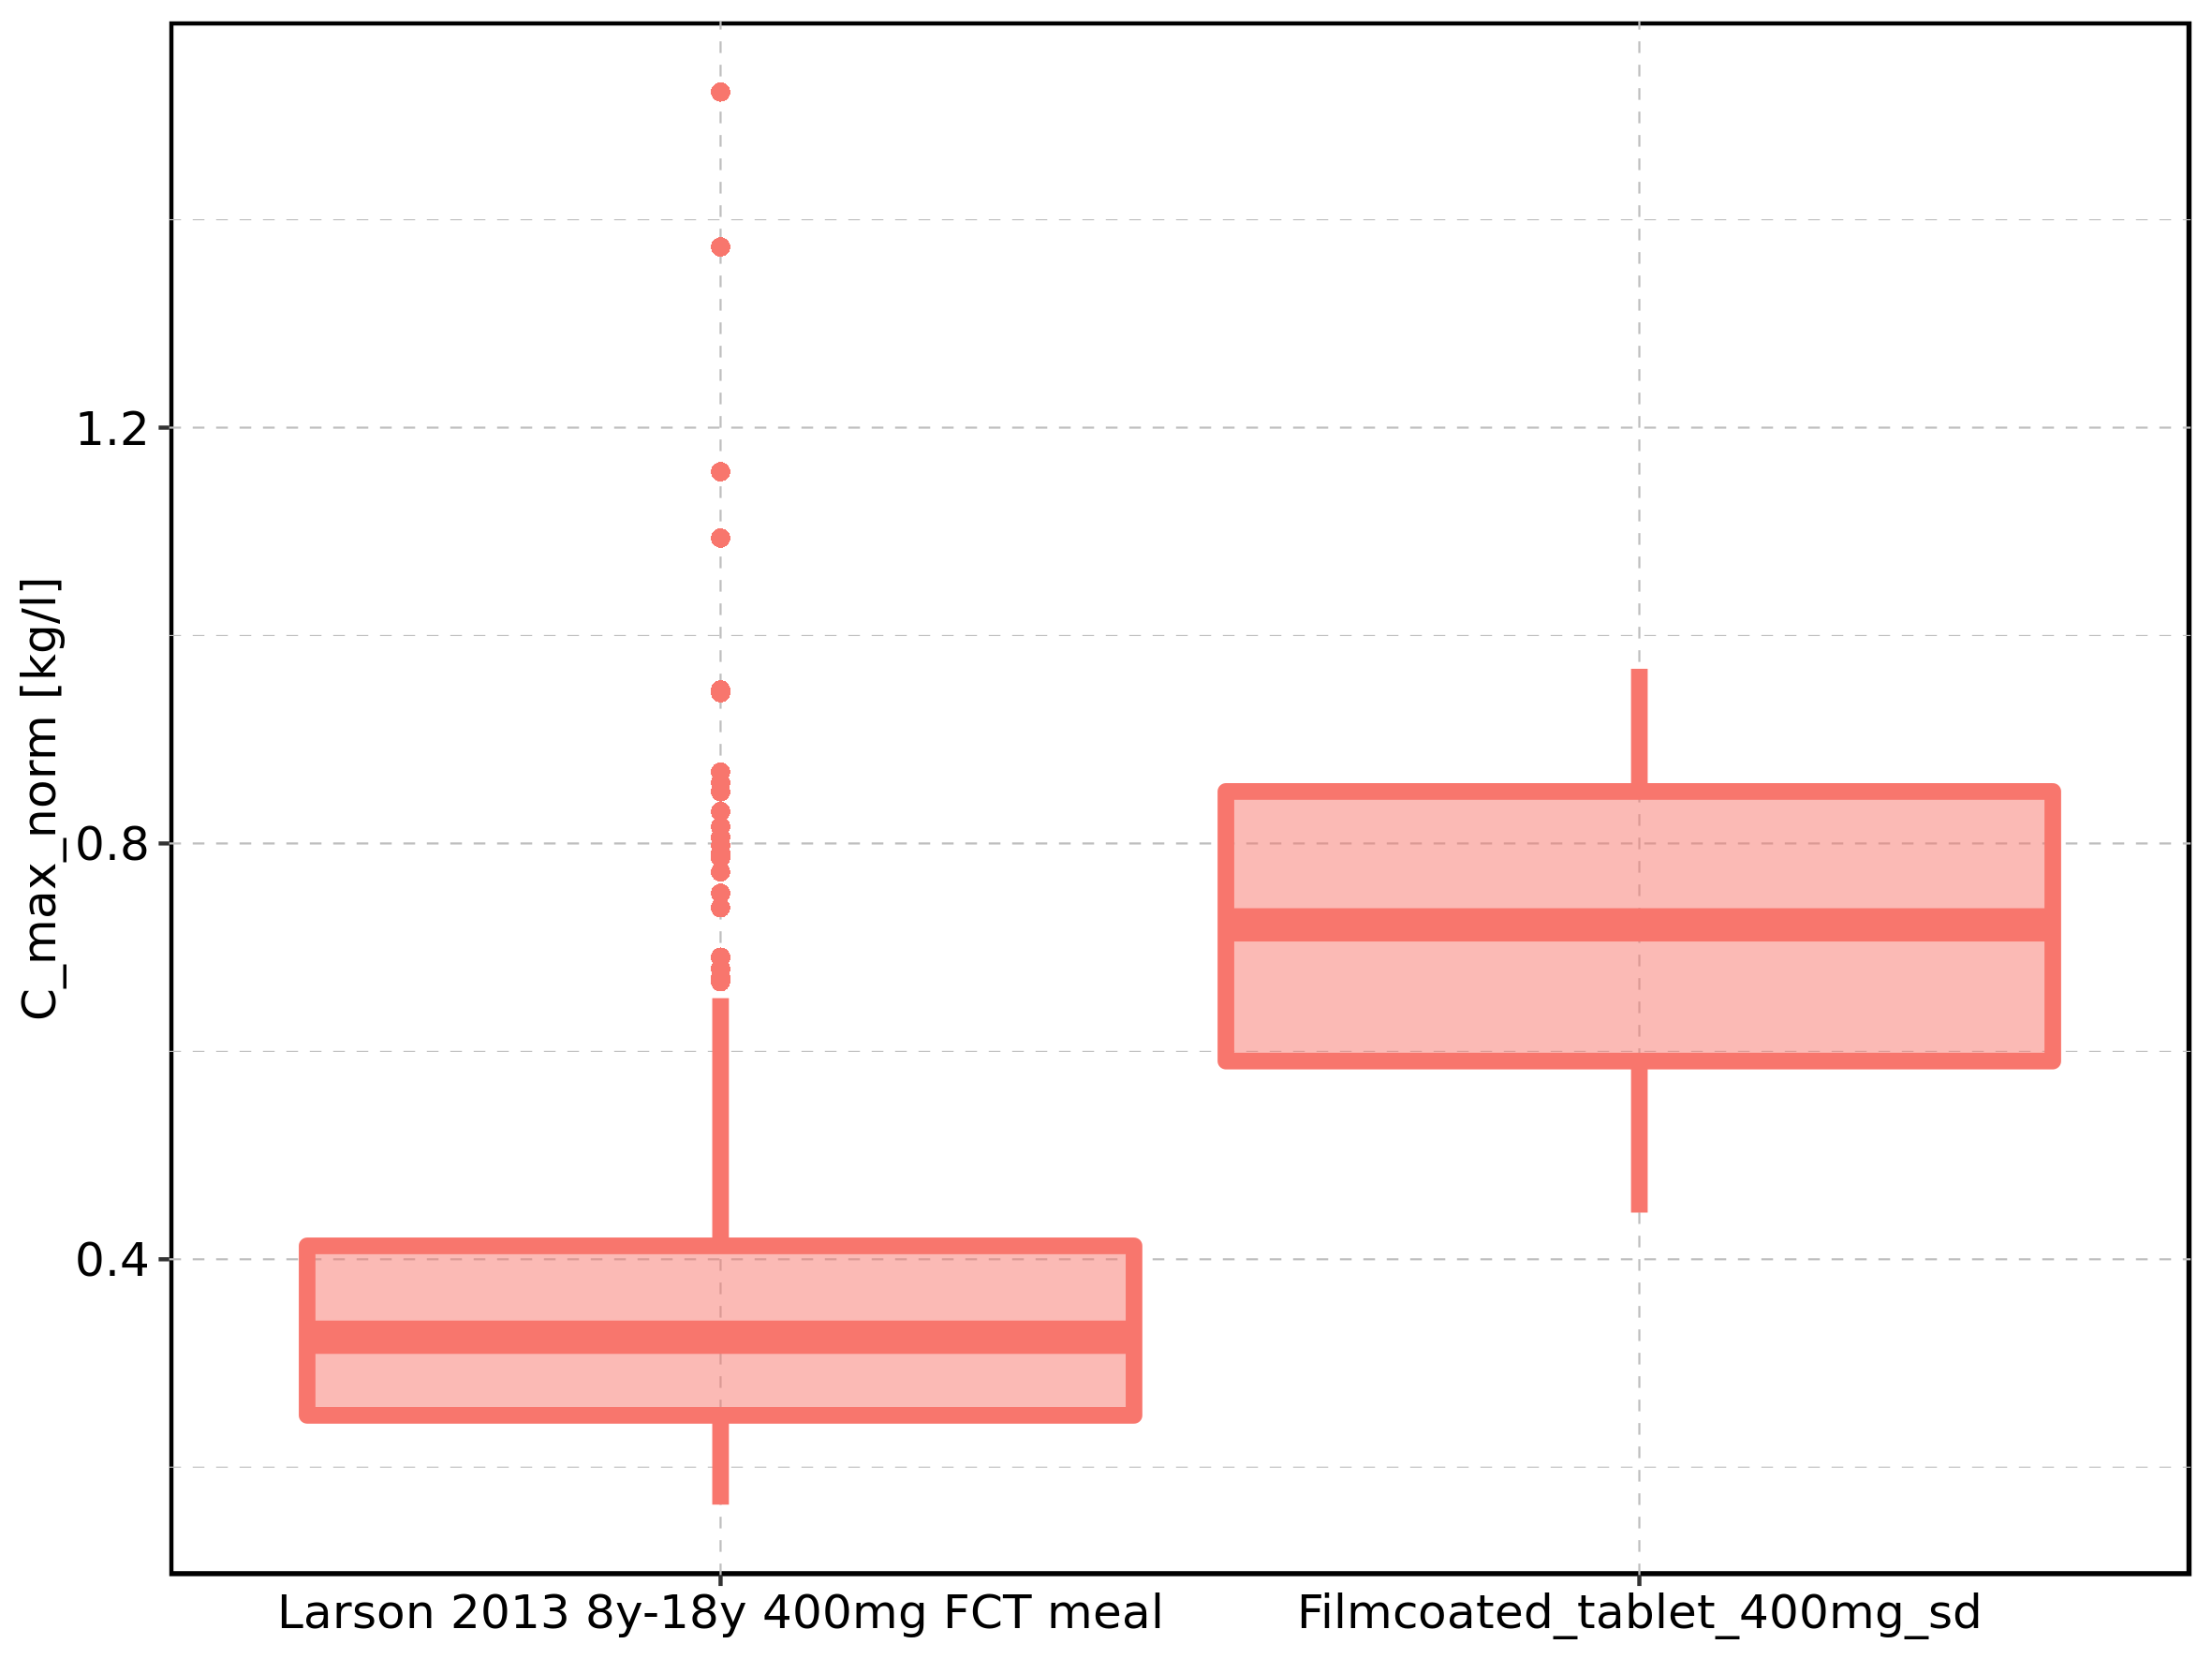 C_max_norm [kg/l]
1.2
0.8
0.4
Larson 2013 8y-18y 400mg FCT meal
Filmcoated_tablet_400mg_sd